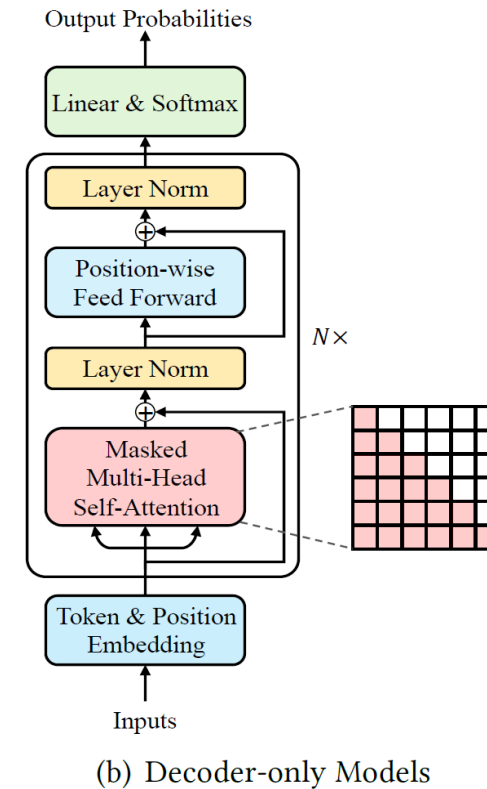 Output Probabilities
Linear & Softmax
Layer Norm
Position-wise
Feed Forward
N×
Layer Norm
Masked
Multi-Head
Self-Attention
Token & Position
Embedding
Inputs
(b) Decoder-only Models